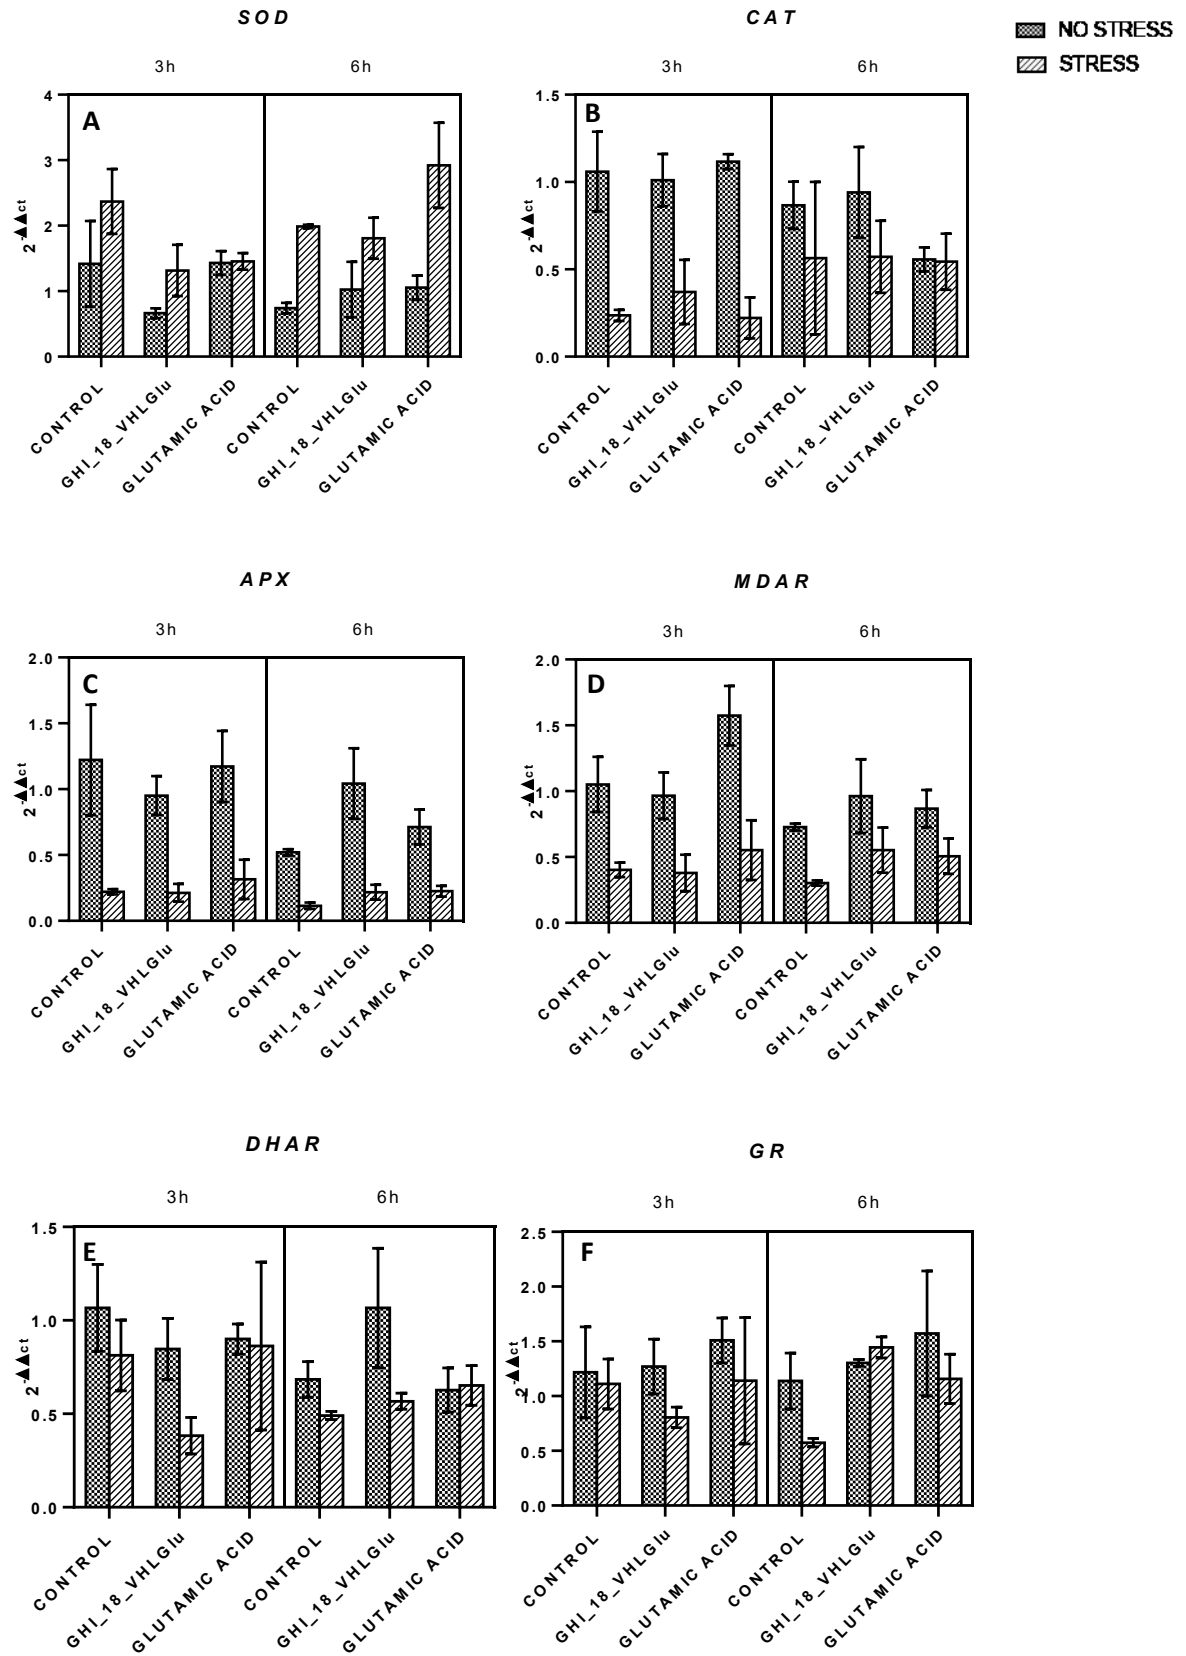 SOD
CAT
NO STRESS
STRESS
3h
6h
3h
6h
A
4
3
2
1
0
2-▲▲ct
CONTROL
GHI_18_VHLGlu
GLUTAMIC ACID
CONTROL
GHI_18_VHLGlu
GLUTAMIC ACID
B
1.5
1.0
0.5
0.0
2-▲▲ct
CONTROL
GHI_18_VHLGlu
GLUTAMIC ACID
CONTROL
GHI_18_VHLGlu
GLUTAMIC ACID
APX
MDAR
3h
6h
3h
6h
C
2.0
1.5
1.0
0.5
0.0
2-▲▲ct
CONTROL
GHI_18_VHLGlu
GLUTAMIC ACID
CONTROL
GHI_18_VHLGlu
GLUTAMIC ACID
D
2.0
1.5
1.0
0.5
0.0
2-▲▲ct
CONTROL
GHI_18_VHLGlu
GLUTAMIC ACID
CONTROL
GHI_18_VHLGlu
GLUTAMIC ACID
DHAR
GR
3h
6h
3h
6h
E
1.5
1.0
0.5
0.0
2-▲▲ct
CONTROL
GHI_18_VHLGlu
GLUTAMIC ACID
CONTROL
GHI_18_VHLGlu
GLUTAMIC ACID
F
2.5
2.0
1.5
1.0
0.5
0.0
2-▲▲ct
CONTROL
GHI_18_VHLGlu
GLUTAMIC ACID
CONTROL
GHI_18_VHLGlu
GLUTAMIC ACID